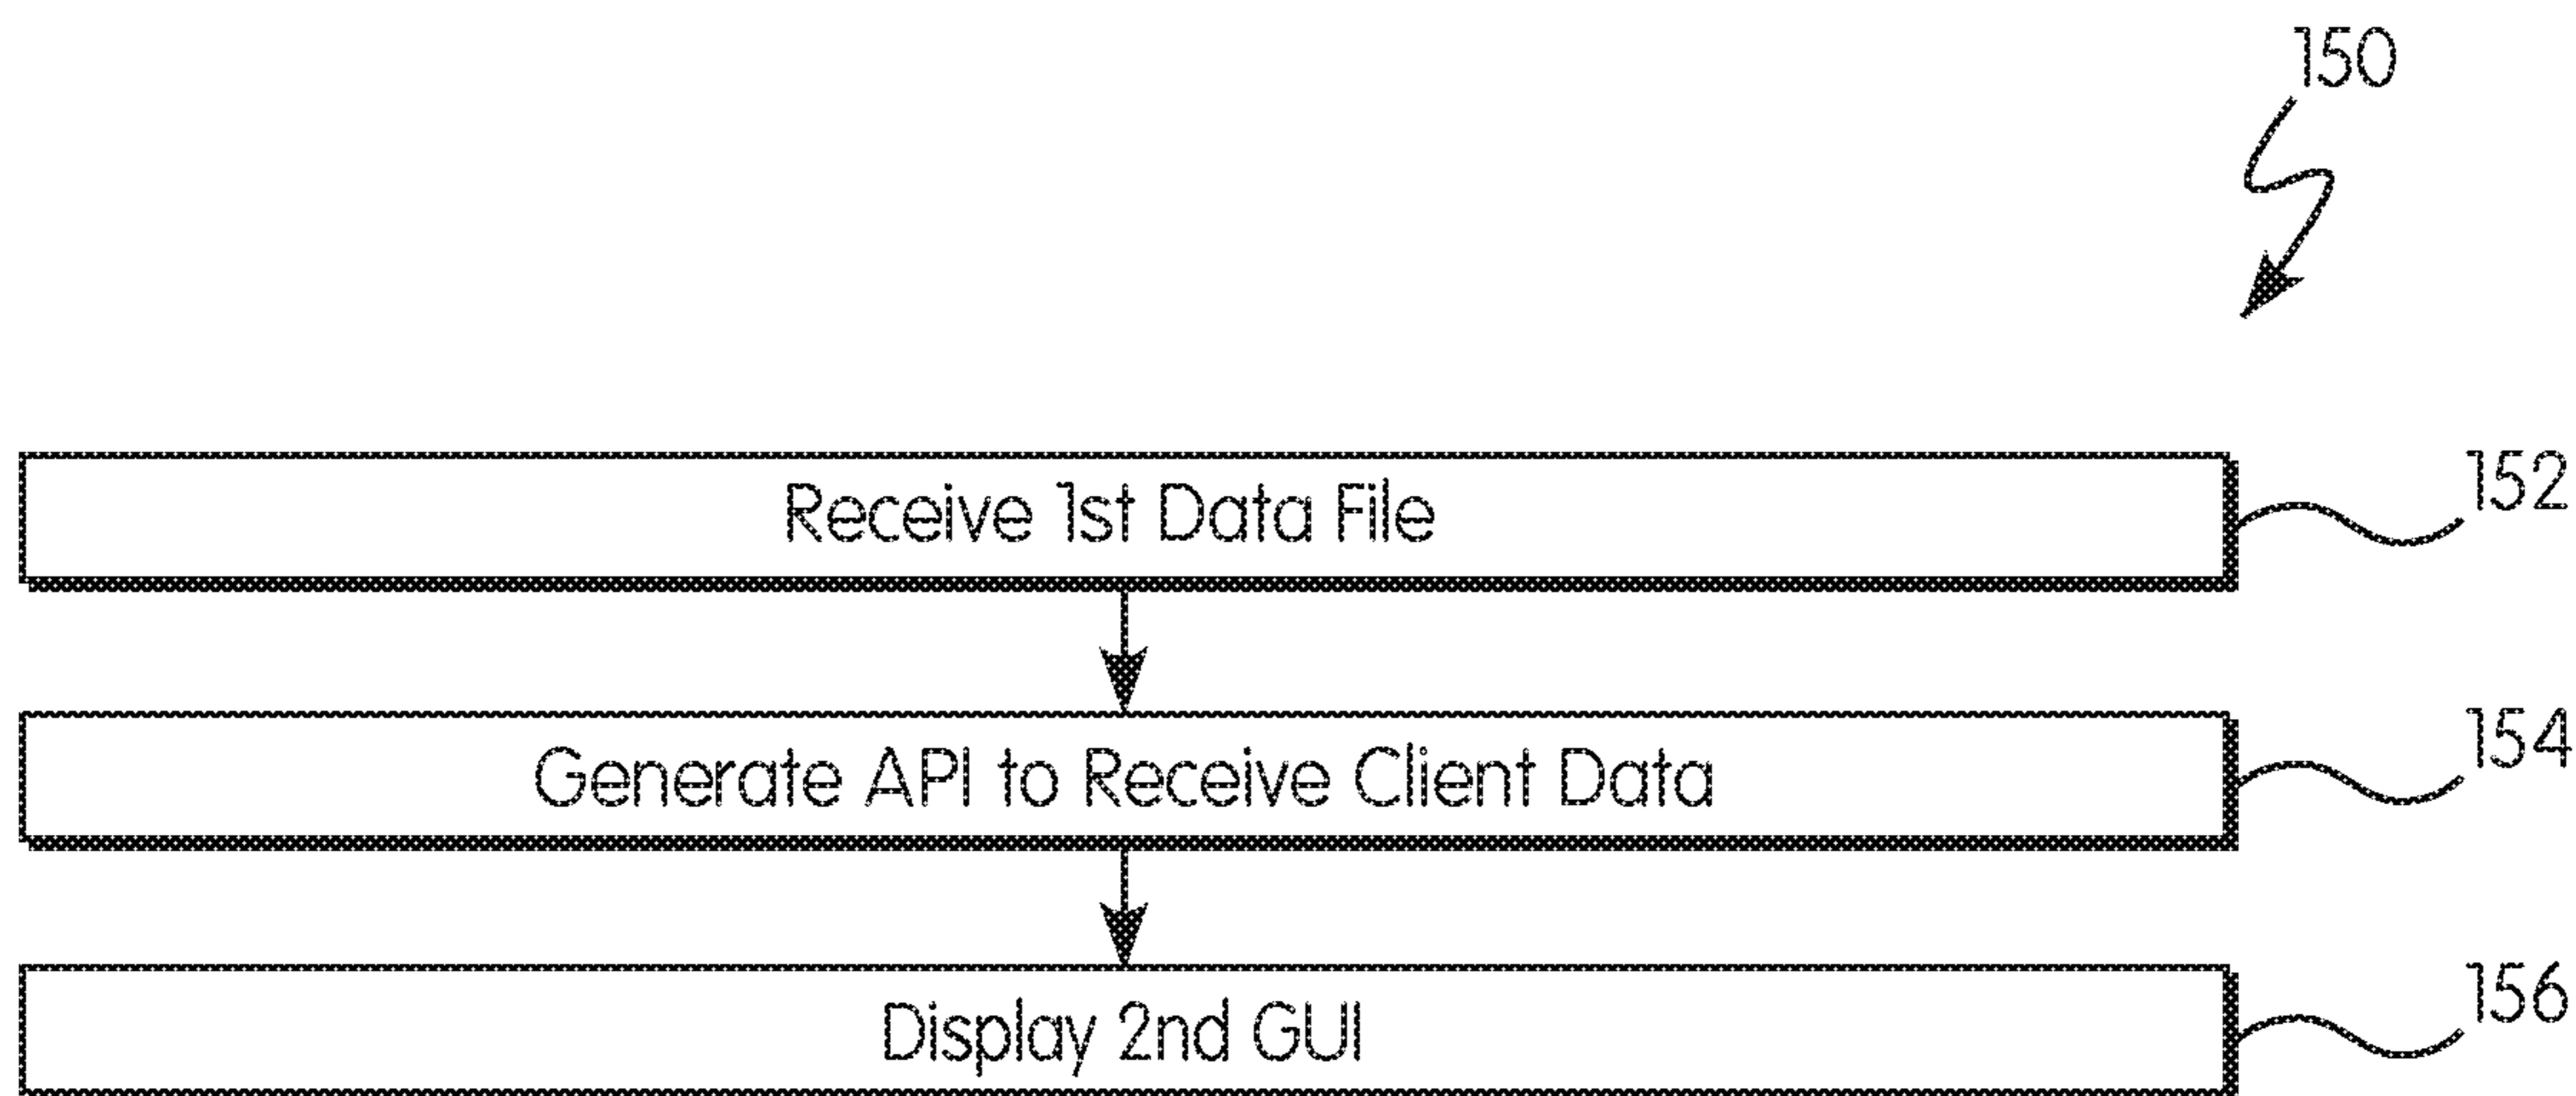 150
Receive 1st Data File
152
Generate API to Receive Client Data
154
Display 2nd GUI
156